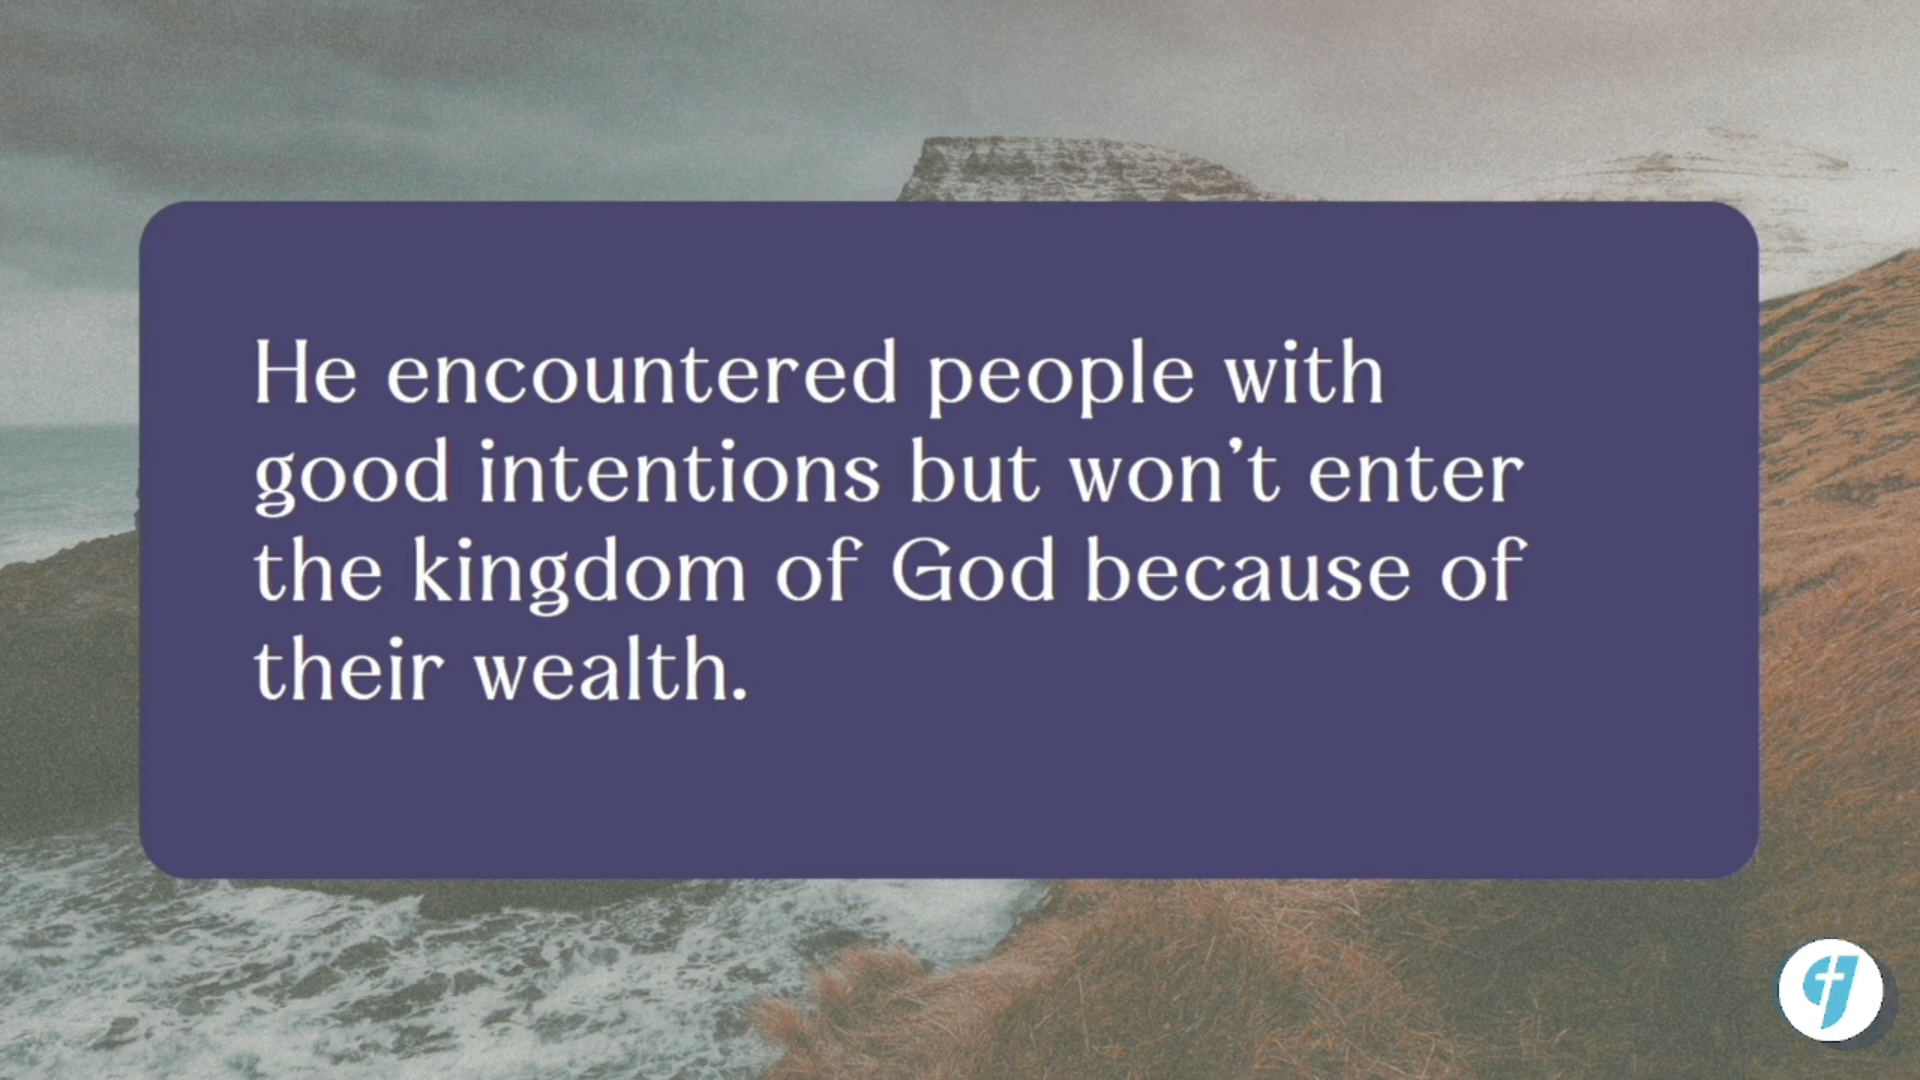 He encountered people with
good intentions but won't enter
the kingdom of God because of
their wealth.